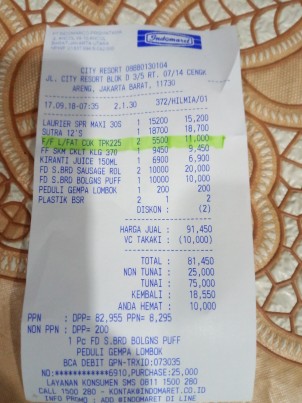 Indomaret
CITY RESORT 09080130104
JL. CITY RESORT BLOK D 3/5 RT. 07/14 CENGK
ARENG, JAKARTA BARAT, 11730
17.09.18-07:35 2.1.30 372/HILMIA/01
LAURIER SPR MAXI 30S 1 15200 15,200
SUTRA 12'S 1 18700 18,700
F/F L/FAT COK TPK225 2 5500 11,000
FF SKM CKLT KLG 370 1 9450 9,450
KIRANTI JUICE 150ML 1 6900 6,900
FD S.BRD SAUSAGE ROL 2 10000 20,000
FD S.BRD BOLGNS PUFF 1 10000 10,000
PEDULI GEMPA LOMBOK 1 200 200
PLASTIK BSR 2 1 2
DISKON : (2)
HARGA JUAL : 91,450
VC TAKAKI : (10,000)
TOTAL : 81,450
NON TUNAI : 25,000
TUNAI : 75,000
KEMBALI : 18,550
ANDA HEMAT : 10,000
PPN : DPP= 82,955 PPN= 8,295
NON PPN : DPP= 200
1 Pc FD S.BRD BOLGNS PUFF
PEDULI GEMPA LOMBOK
BCA DEBIT GPN-TRXID:073035
NO:************6910,PURCHASE:25,000
LAYANAN KONSUMEN SMS 0811 1500 280
CALL 1500 280 - KONTAK@INDOMARET.CO.ID
INFO PROMO : ADD @INDOMARET DI LINE